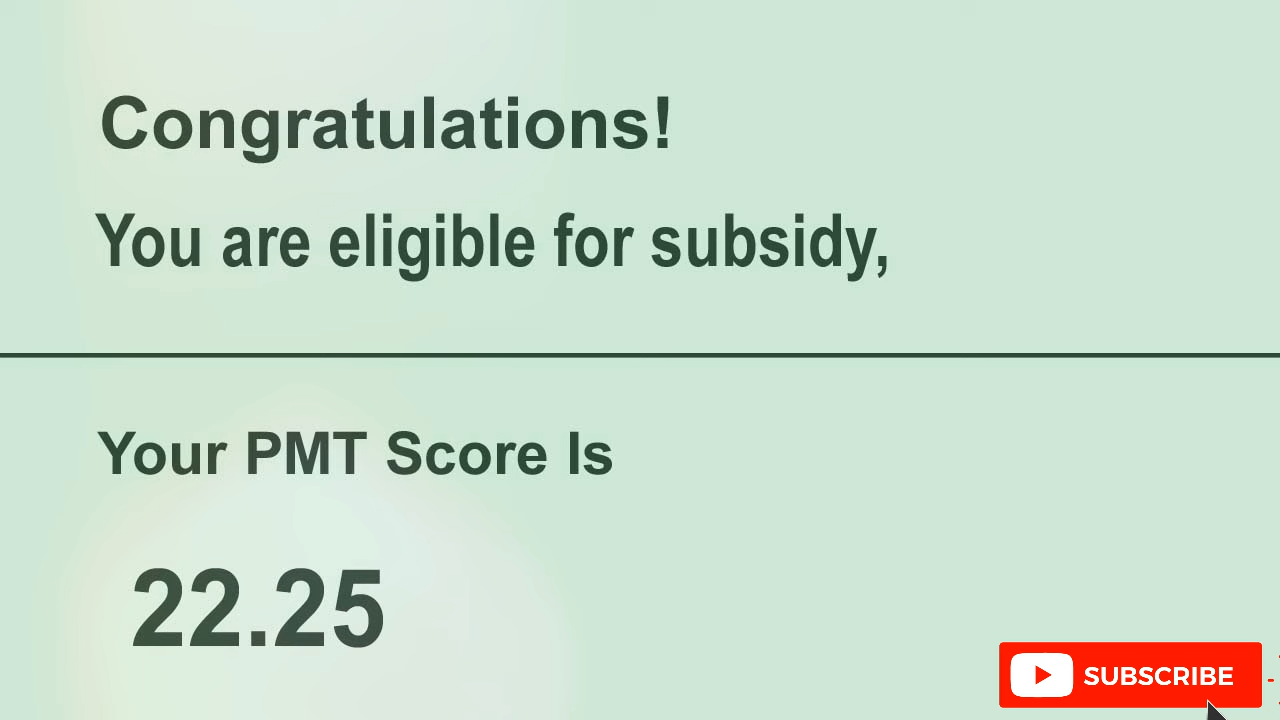 Congratulations!
You are eligible for subsidy,
Your PMT Score Is
22.25
SUBSCRIBE